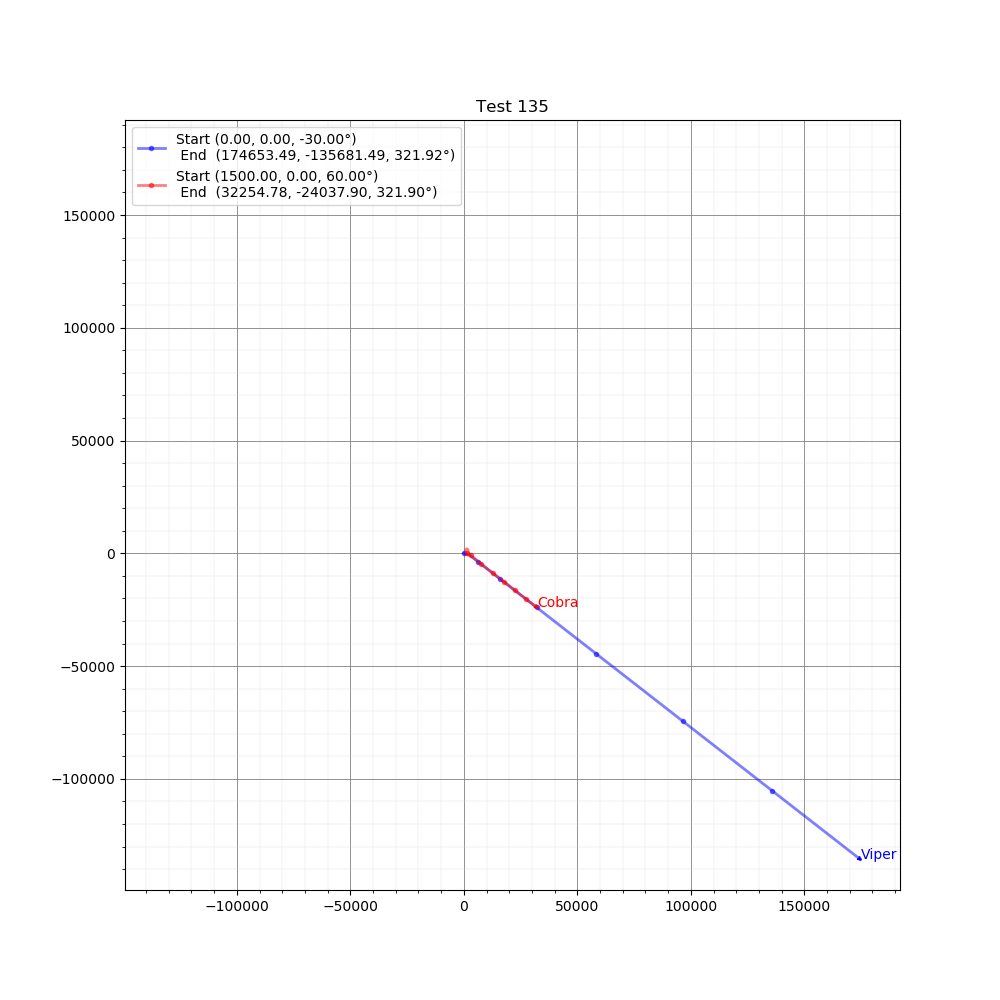 Test 135
Start (0.00, 0.00, -30.00°)
End  (174653.49, -135681.49, 321.92°)
Start (1500.00, 0.00, 60.00°)
End  (32254.78, -24037.90, 321.90°)
150000
100000
50000
0
−50000
−100000
Cobra
Viper
−100000
−50000
0
50000
100000
150000